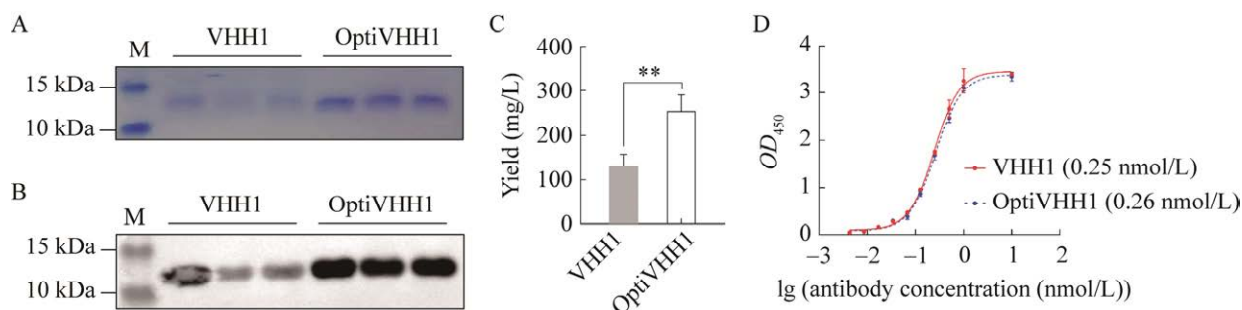 A
M
VHH1
OptiVHH1
15 kDa
10 kDa
B
M
VHH1
OptiVHH1
15 kDa
10 kDa
C
Yield (mg/L)
400
300
200
100
0
**
VHH1
OptiVHH1
D
OD450
4
3
2
1
0
VHH1 (0.25 nmol/L)
OptiVHH1 (0.26 nmol/L)
−3 −2 −1 0 1 2
lg (antibody concentration (nmol/L))